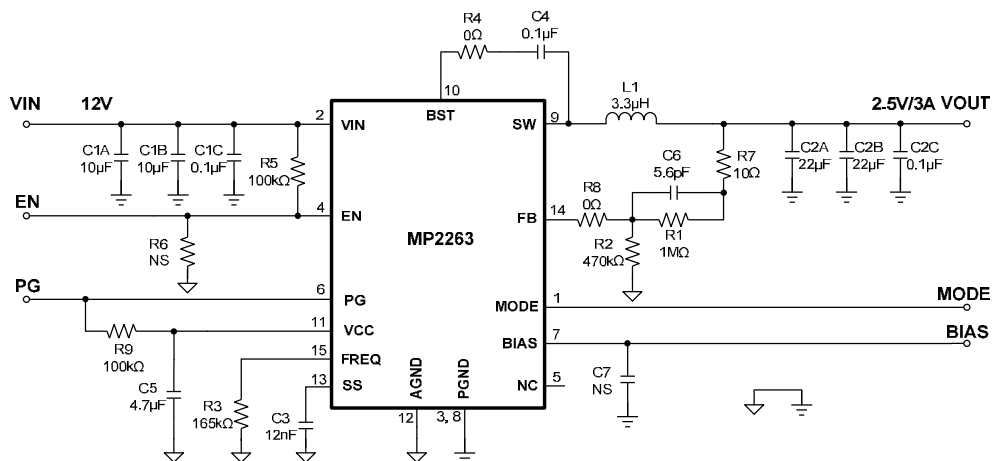 R4
0Ω
C4
0.1µF
10
BST
VIN
12V
2
VIN
SW
9
L1
3.3µH
2.5V/3A VOUT
C1A
10µF
C1B
10µF
C1C
0.1µF
R5
100kΩ
C6
5.6pF
R7
10Ω
C2A
22µF
C2B
22µF
C2C
0.1µF
EN
4
EN
MP2263
FB
14
R8
0Ω
R6
NS
R2
470kΩ
R1
1MΩ
PG
6
PG
MODE
1
MODE
11
VCC
BIAS
7
BIAS
R9
100kΩ
15
FREQ
13
SS
AGND
PGND
NC
5
C7
NS
C5
4.7µF
R3
165kΩ
C3
12nF
12
3, 8